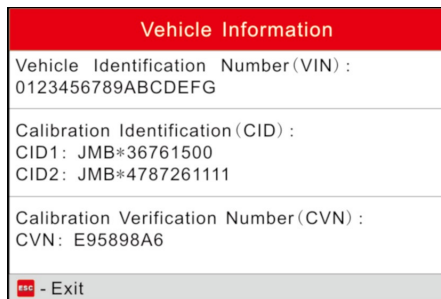 Vehicle Information
Vehicle Identification Number(VIN):
0123456789ABCDEFG
Calibration Identification(CID):
CID1: JMB*36761500
CID2: JMB*4787261111
Calibration Verification Number(CVN):
CVN: E95898A6
ESC - Exit